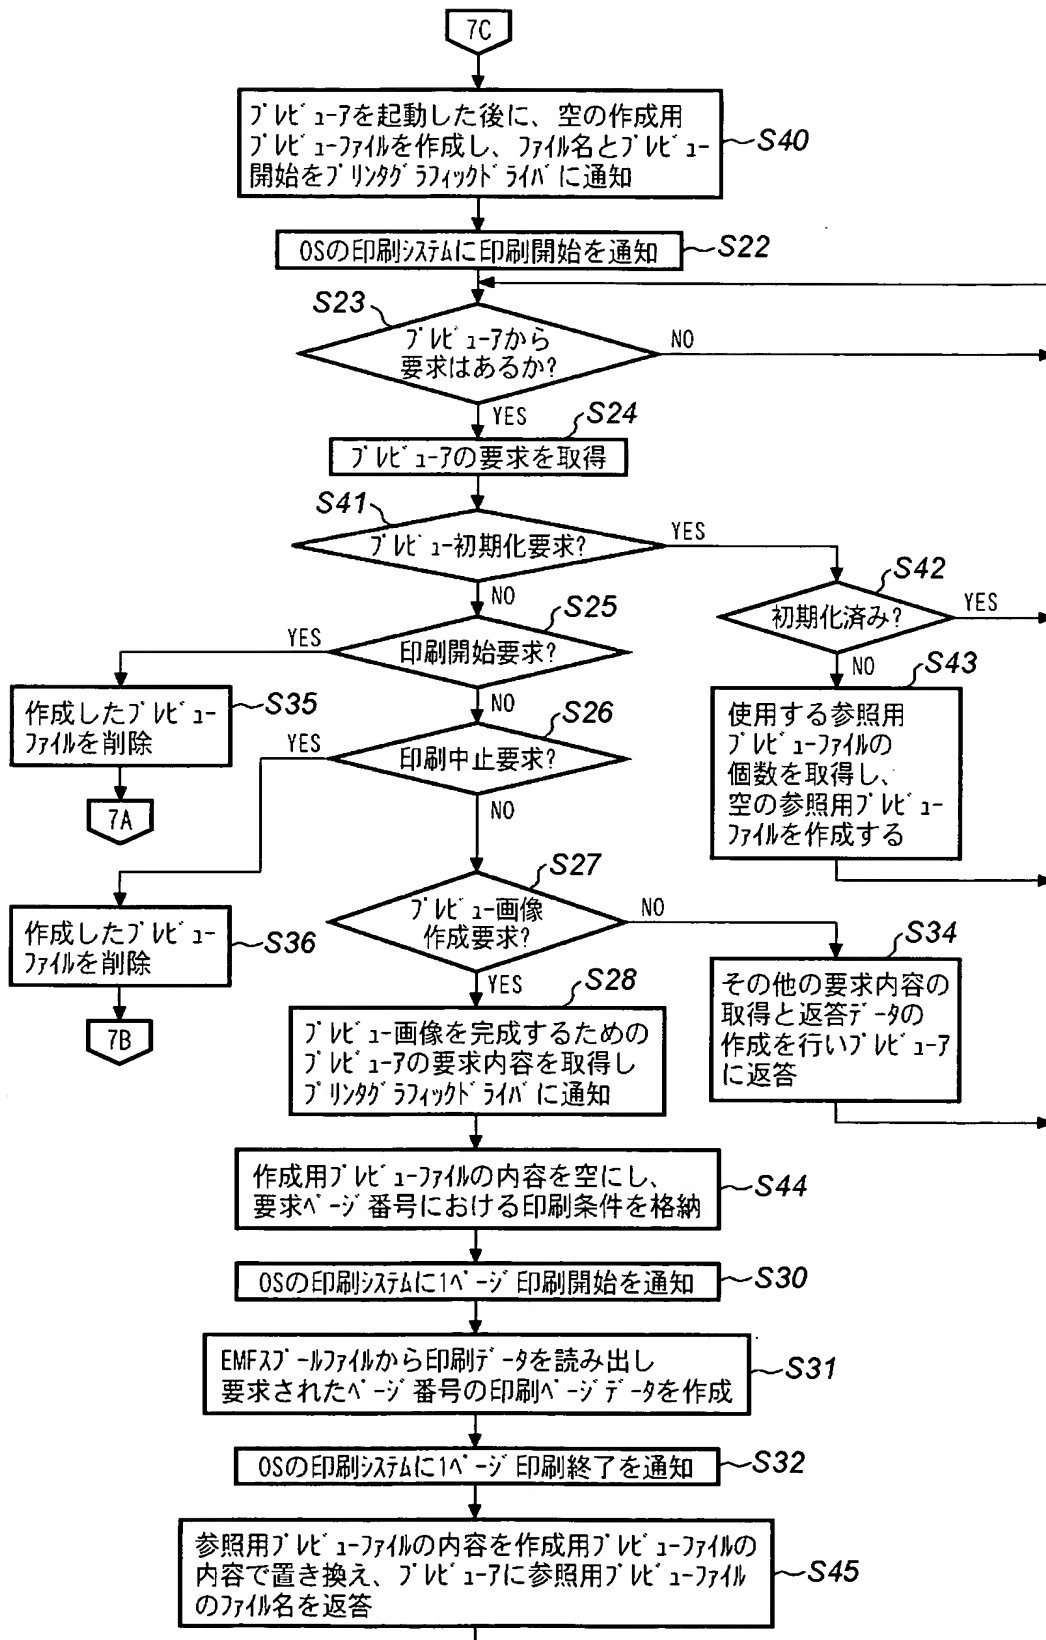 7C
プレビューアを起動した後に、空の作成用
プレビューファイルを作成し、ファイル名とプレビュー
開始をプリンタグラフィックドライバに通知
S40
OSの印刷システムに印刷開始を通知
S22
S23
プレビューアから
要求はあるか?
NO
YES
S24
プレビューアの要求を取得
S41
プレビュー初期化要求?
YES
NO
S42
初期化済み?
YES
NO
S25
印刷開始要求?
YES
NO
S43
使用する参照用
プレビューファイルの
個数を取得し、
空の参照用プレビュー
ファイルを作成する
作成したプレビュー
ファイルを削除
S35
7A
S26
印刷中止要求?
YES
NO
作成したプレビュー
ファイルを削除
S36
7B
S27
プレビュー画像
作成要求?
NO
YES
S34
その他の要求内容の
取得と返答データの
作成を行いプレビューア
に返答
S28
プレビュー画像を完成するための
プレビューアの要求内容を取得し
プリンタグラフィックドライバに通知
作成用プレビューファイルの内容を空にし、
要求ページ番号における印刷条件を格納
S44
OSの印刷システムに1ページ印刷開始を通知
S30
EMFスプールファイルから印刷データを読み出し
要求されたページ番号の印刷ページデータを作成
S31
OSの印刷システムに1ページ印刷終了を通知
S32
参照用プレビューファイルの内容を作成用プレビューファイルの
内容で置き換え、プレビューアに参照用プレビューファイル
のファイル名を返答
S45